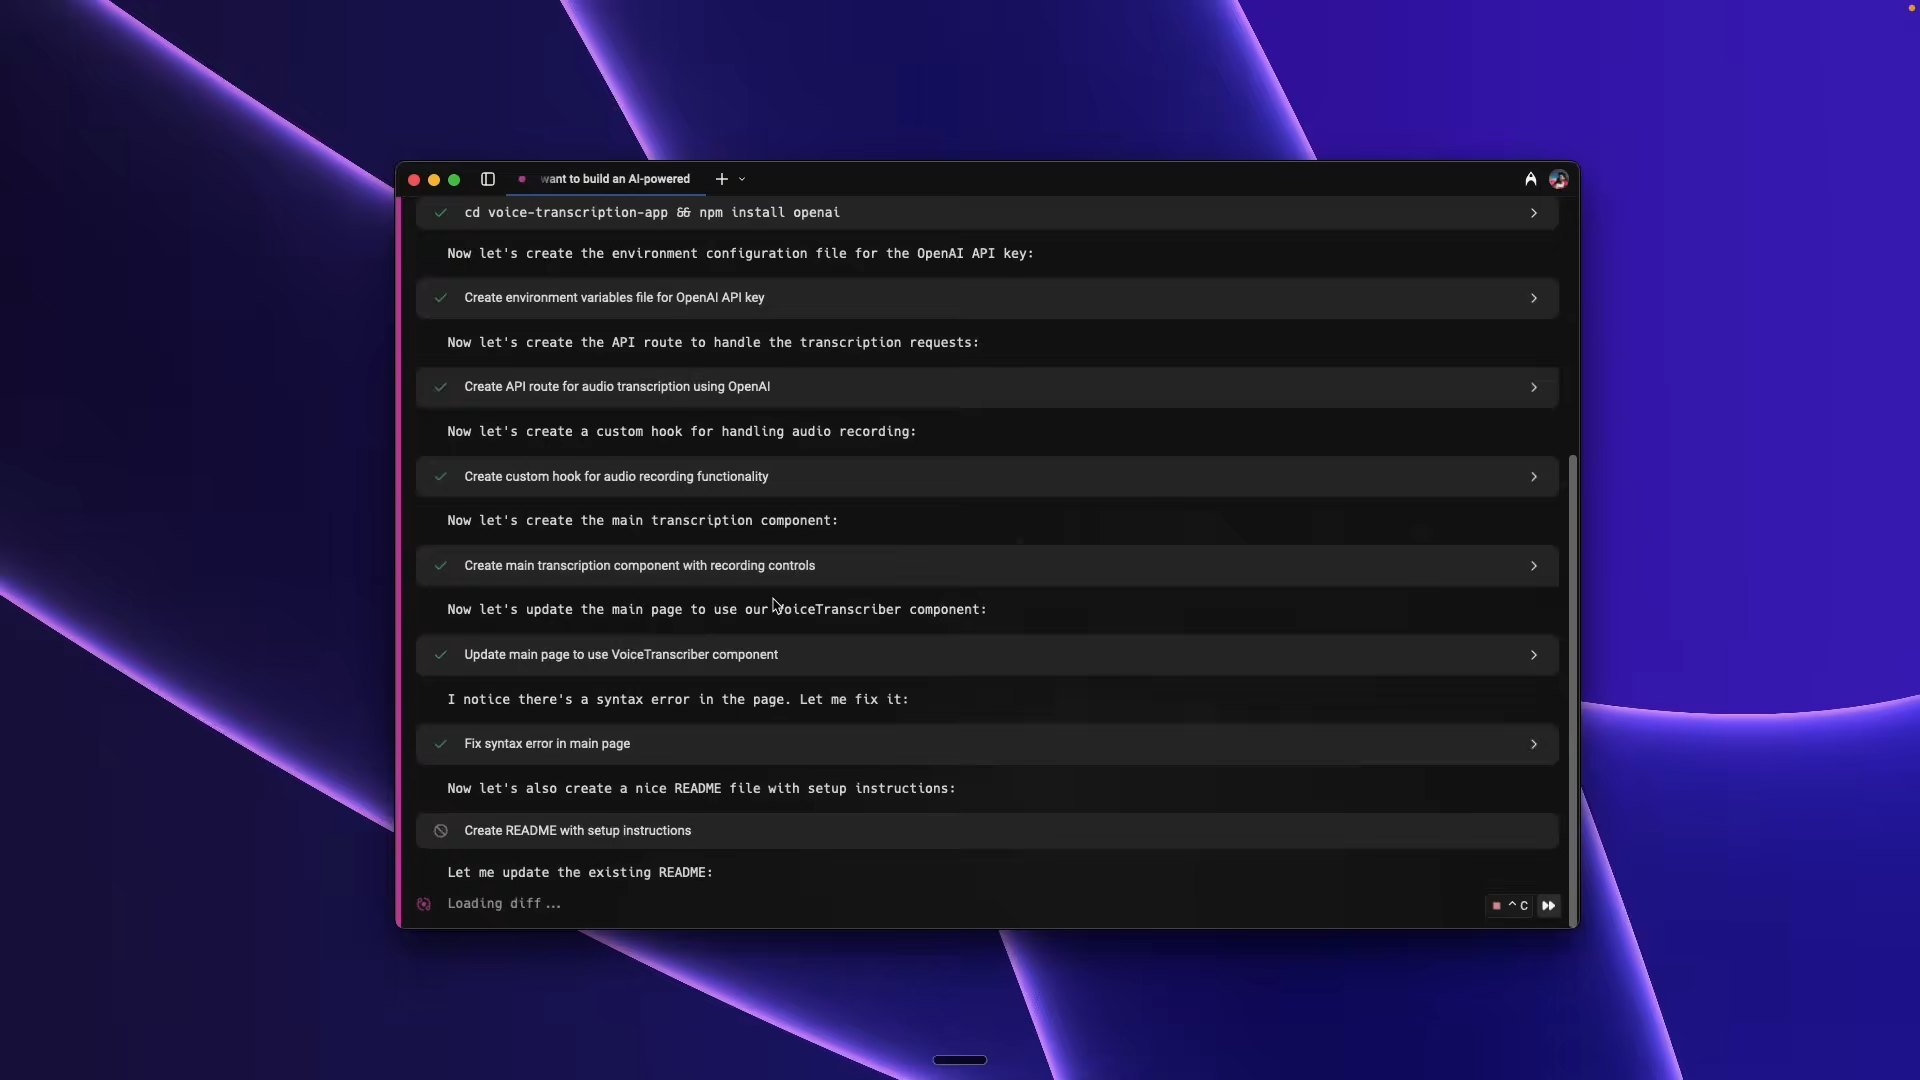 want to build an AI-powered
cd voice-transcription-app && npm install openai
Now let's create the environment configuration file for the OpenAI API key:
Create environment variables file for OpenAI API key
Now let's create the API route to handle the transcription requests:
Create API route for audio transcription using OpenAI
Now let's create a custom hook for handling audio recording:
Create custom hook for audio recording functionality
Now let's create the main transcription component:
Create main transcription component with recording controls
Now let's update the main page to use our VoiceTranscriber component:
Update main page to use VoiceTranscriber component
I notice there's a syntax error in the page. Let me fix it:
Fix syntax error in main page
Now let's also create a nice README file with setup instructions:
Create README with setup instructions
Let me update the existing README:
Loading diff...
^ C